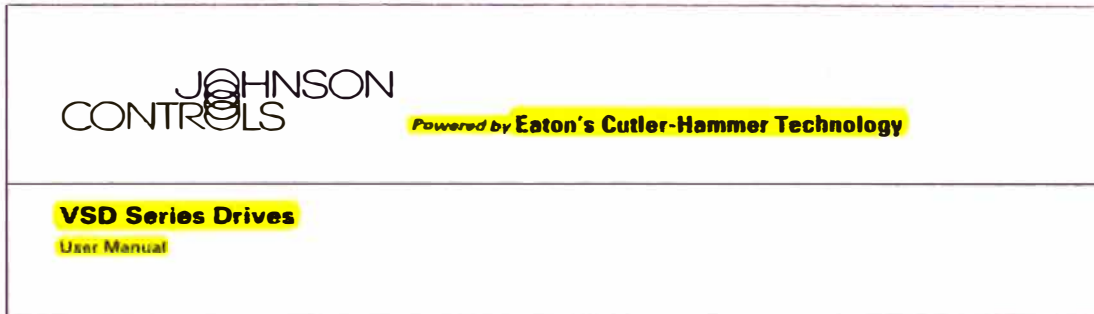 JOHNSON
CONTROLS
Powered by Eaton's Cutler-Hammer Technology
VSD Series Drives
User Manual